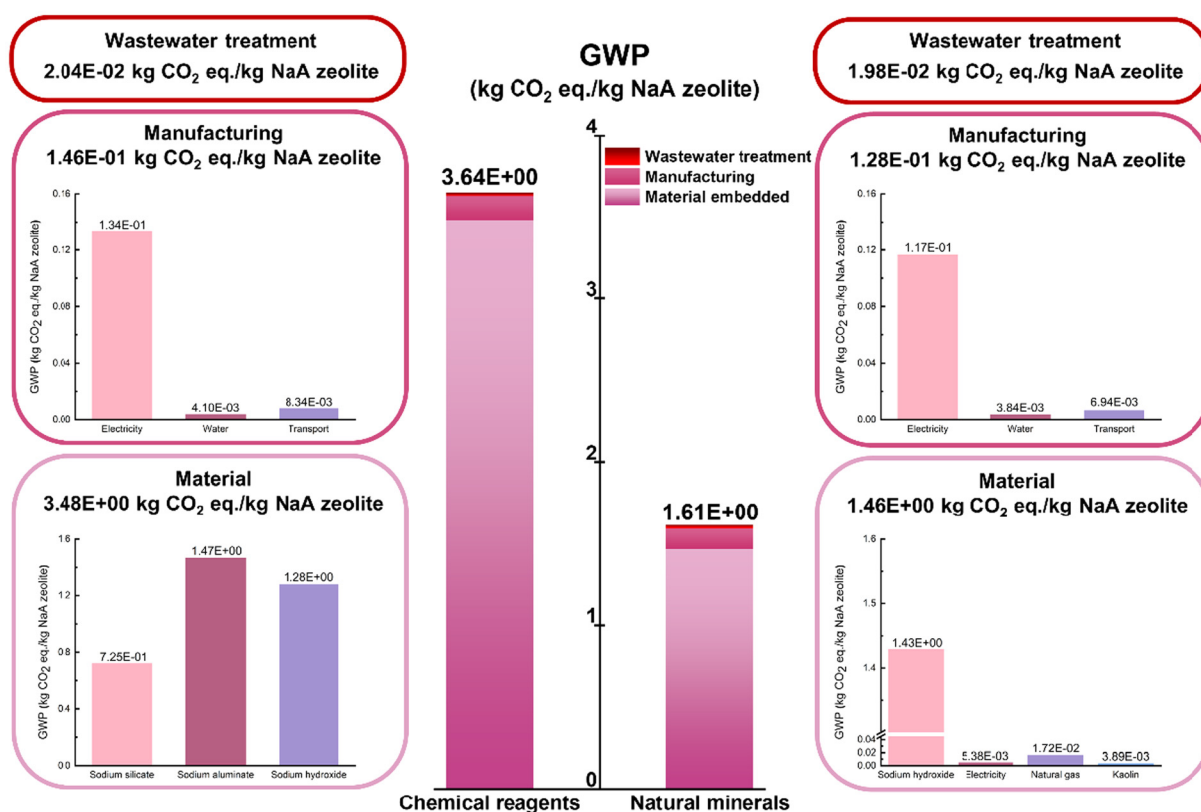 Wastewater treatment
2.04E-02 kg CO2 eq./kg NaA zeolite
Manufacturing
1.46E-01 kg CO2 eq./kg NaA zeolite
GWP (kg CO2 eq./kg NaA zeolite)
0.16
0.12
0.08
0.04
0.00
1.34E-01
4.10E-03
8.34E-03
Electricity
Water
Transport
Material
3.48E+00 kg CO2 eq./kg NaA zeolite
GWP (kg CO2 eq./kg NaA zeolite)
1.6
1.2
0.8
0.4
0.0
7.25E-01
1.47E+00
1.28E+00
Sodium silicate
Sodium aluminate
Sodium hydroxide
GWP
(kg CO2 eq./kg NaA zeolite)
4
3
2
1
0
Wastewater treatment
Manufacturing
Material embedded
3.64E+00
1.61E+00
Chemical reagents
Natural minerals
Wastewater treatment
1.98E-02 kg CO2 eq./kg NaA zeolite
Manufacturing
1.28E-01 kg CO2 eq./kg NaA zeolite
GWP (kg CO2 eq./kg NaA zeolite)
0.16
0.12
0.08
0.04
0.00
1.17E-01
3.84E-03
6.94E-03
Electricity
Water
Transport
Material
1.46E+00 kg CO2 eq./kg NaA zeolite
GWP (kg CO2 eq./kg NaA zeolite)
1.6
1.5
1.4
0.04
0.02
0.00
1.43E+00
5.38E-03
1.72E-02
3.89E-03
Sodium hydroxide
Electricity
Natural gas
Kaolin